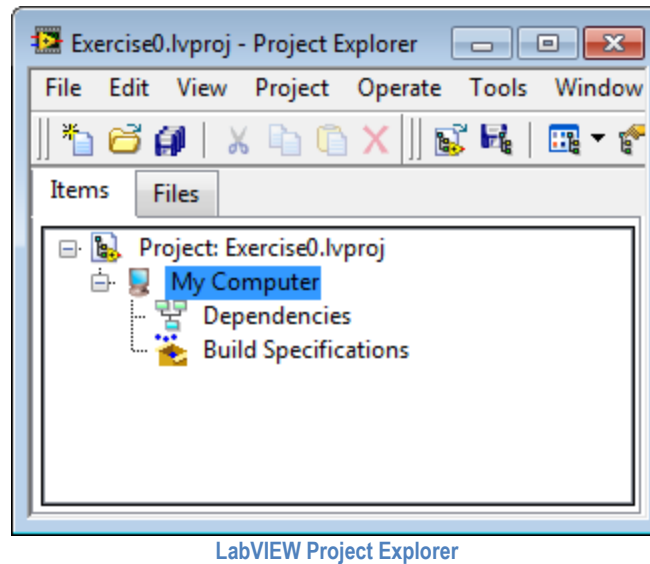 Exercise0.lvproj - Project Explorer
File Edit View Project Operate Tools Window
Items Files
Project: Exercise0.lvproj
My Computer
Dependencies
Build Specifications
LabVIEW Project Explorer